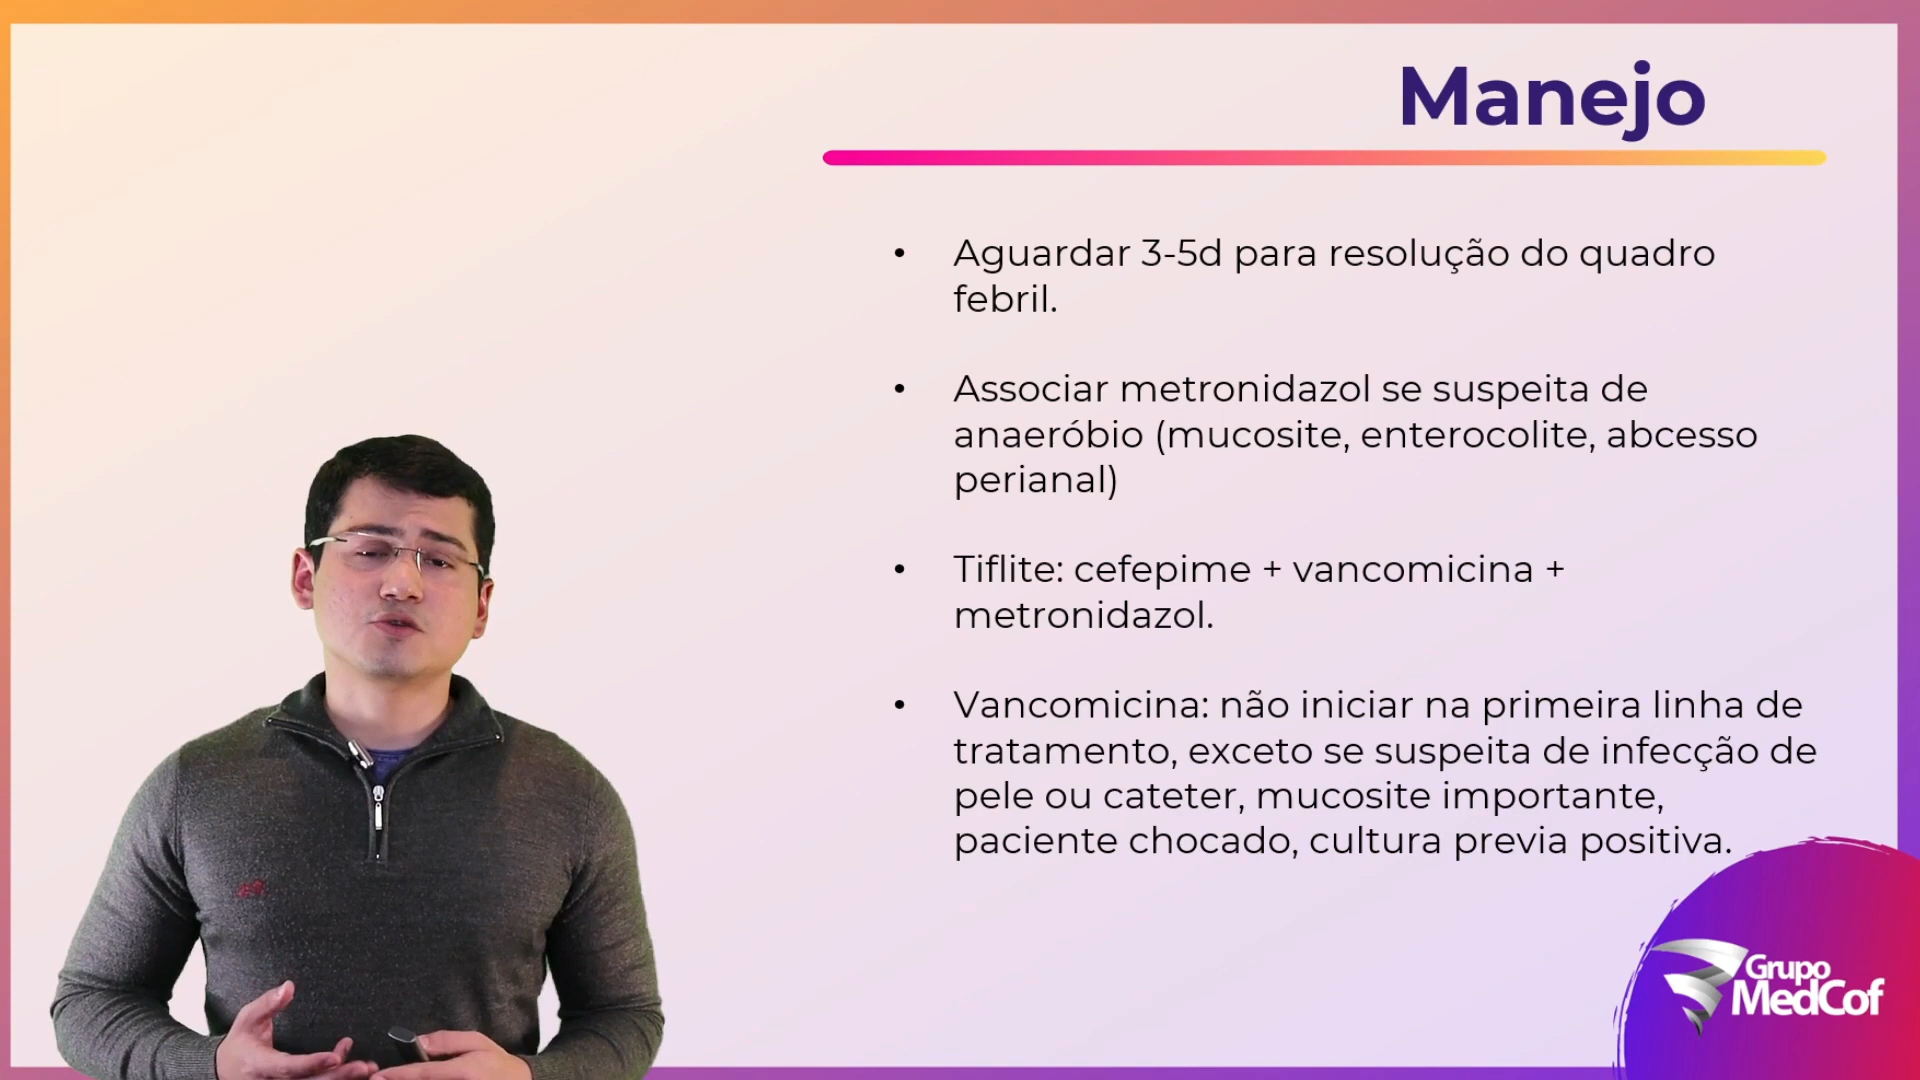 Manejo
• Aguardar 3-5d para resolução do quadro
febril.
• Associar metronidazol se suspeita de
anaeróbio (mucosite, enterocolite, abcesso
perianal)
• Tiflite: cefepime + vancomicina +
metronidazol.
• Vancomicina: não iniciar na primeira linha de
tratamento, exceto se suspeita de infecção de
pele ou cateter, mucosite importante,
paciente chocado, cultura previa positiva.
Grupo
MedCof